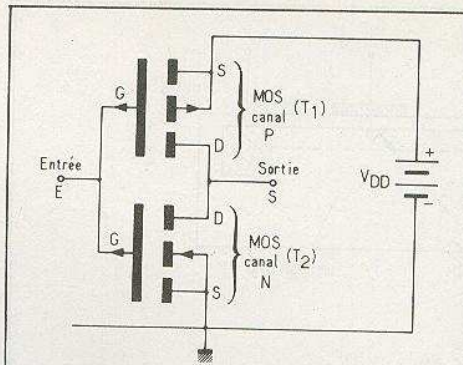 S
G
MOS
canal (T1)
P
D
Entrée
E
Sortie
S
+
VDD
-
G
D
MOS
canal (T2)
N
S